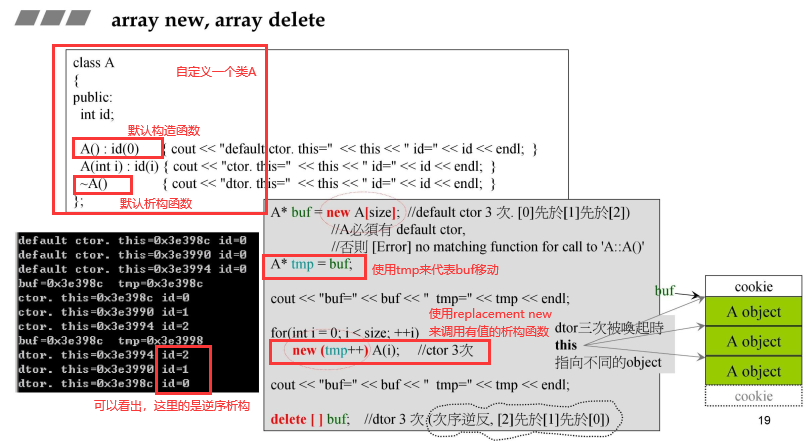 array new, array delete
class A
自定义一个类A
{
public:
int id;
默认构造函数
A() : id(0) { cout << "default ctor. this=" << this << " id=" << id << endl; }
A(int i) : id(i) { cout << "ctor. this=" << this << " id=" << id << endl; }
~A() { cout << "dtor. this=" << this << " id=" << id << endl; }
};
默认析构函数
A* buf = new A[size]; //default ctor 3 次. [0]先於[1]先於[2])
//A必須有 default ctor,
//否則 [Error] no matching function for call to 'A::A()'
A* tmp = buf;
使用tmp来代表buf移动
cout << "buf=" << buf << " tmp=" << tmp << endl;
使用replacement new
来调用有值的析构函数
for(int i = 0; i < size; ++i)
new (tmp++) A(i); //ctor 3次
cout << "buf=" << buf << " tmp=" << tmp << endl;
delete [ ] buf; //dtor 3 次 (次序逆反, [2]先於[1]先於[0])
dtor三次被喚起時
this
指向不同的object
default ctor. this=0x3e398c id=0
default ctor. this=0x3e3990 id=0
default ctor. this=0x3e3994 id=0
buf=0x3e398c tmp=0x3e398c
ctor. this=0x3e398c id=0
ctor. this=0x3e3990 id=1
ctor. this=0x3e3994 id=2
buf=0x3e398c tmp=0x3e3998
dtor. this=0x3e3994 id=2
dtor. this=0x3e3990 id=1
dtor. this=0x3e398c id=0
可以看出，这里的是逆序析构
buf
cookie
A object
A object
A object
cookie
19